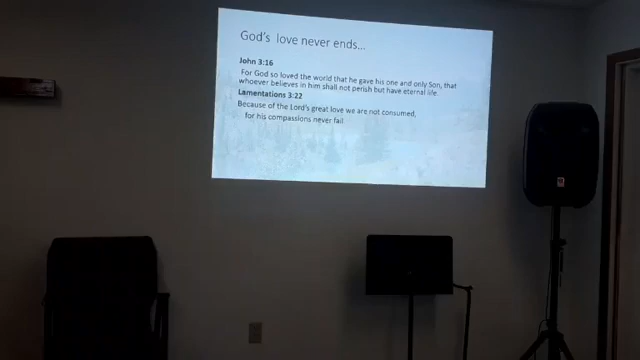 God's love never ends...
John 3:16
For God so loved the world that he gave his one and only Son, that
whoever believes in him shall not perish but have eternal life.
Lamentations 3:22
Because of the Lord's great love we are not consumed,
for his compassions never fail